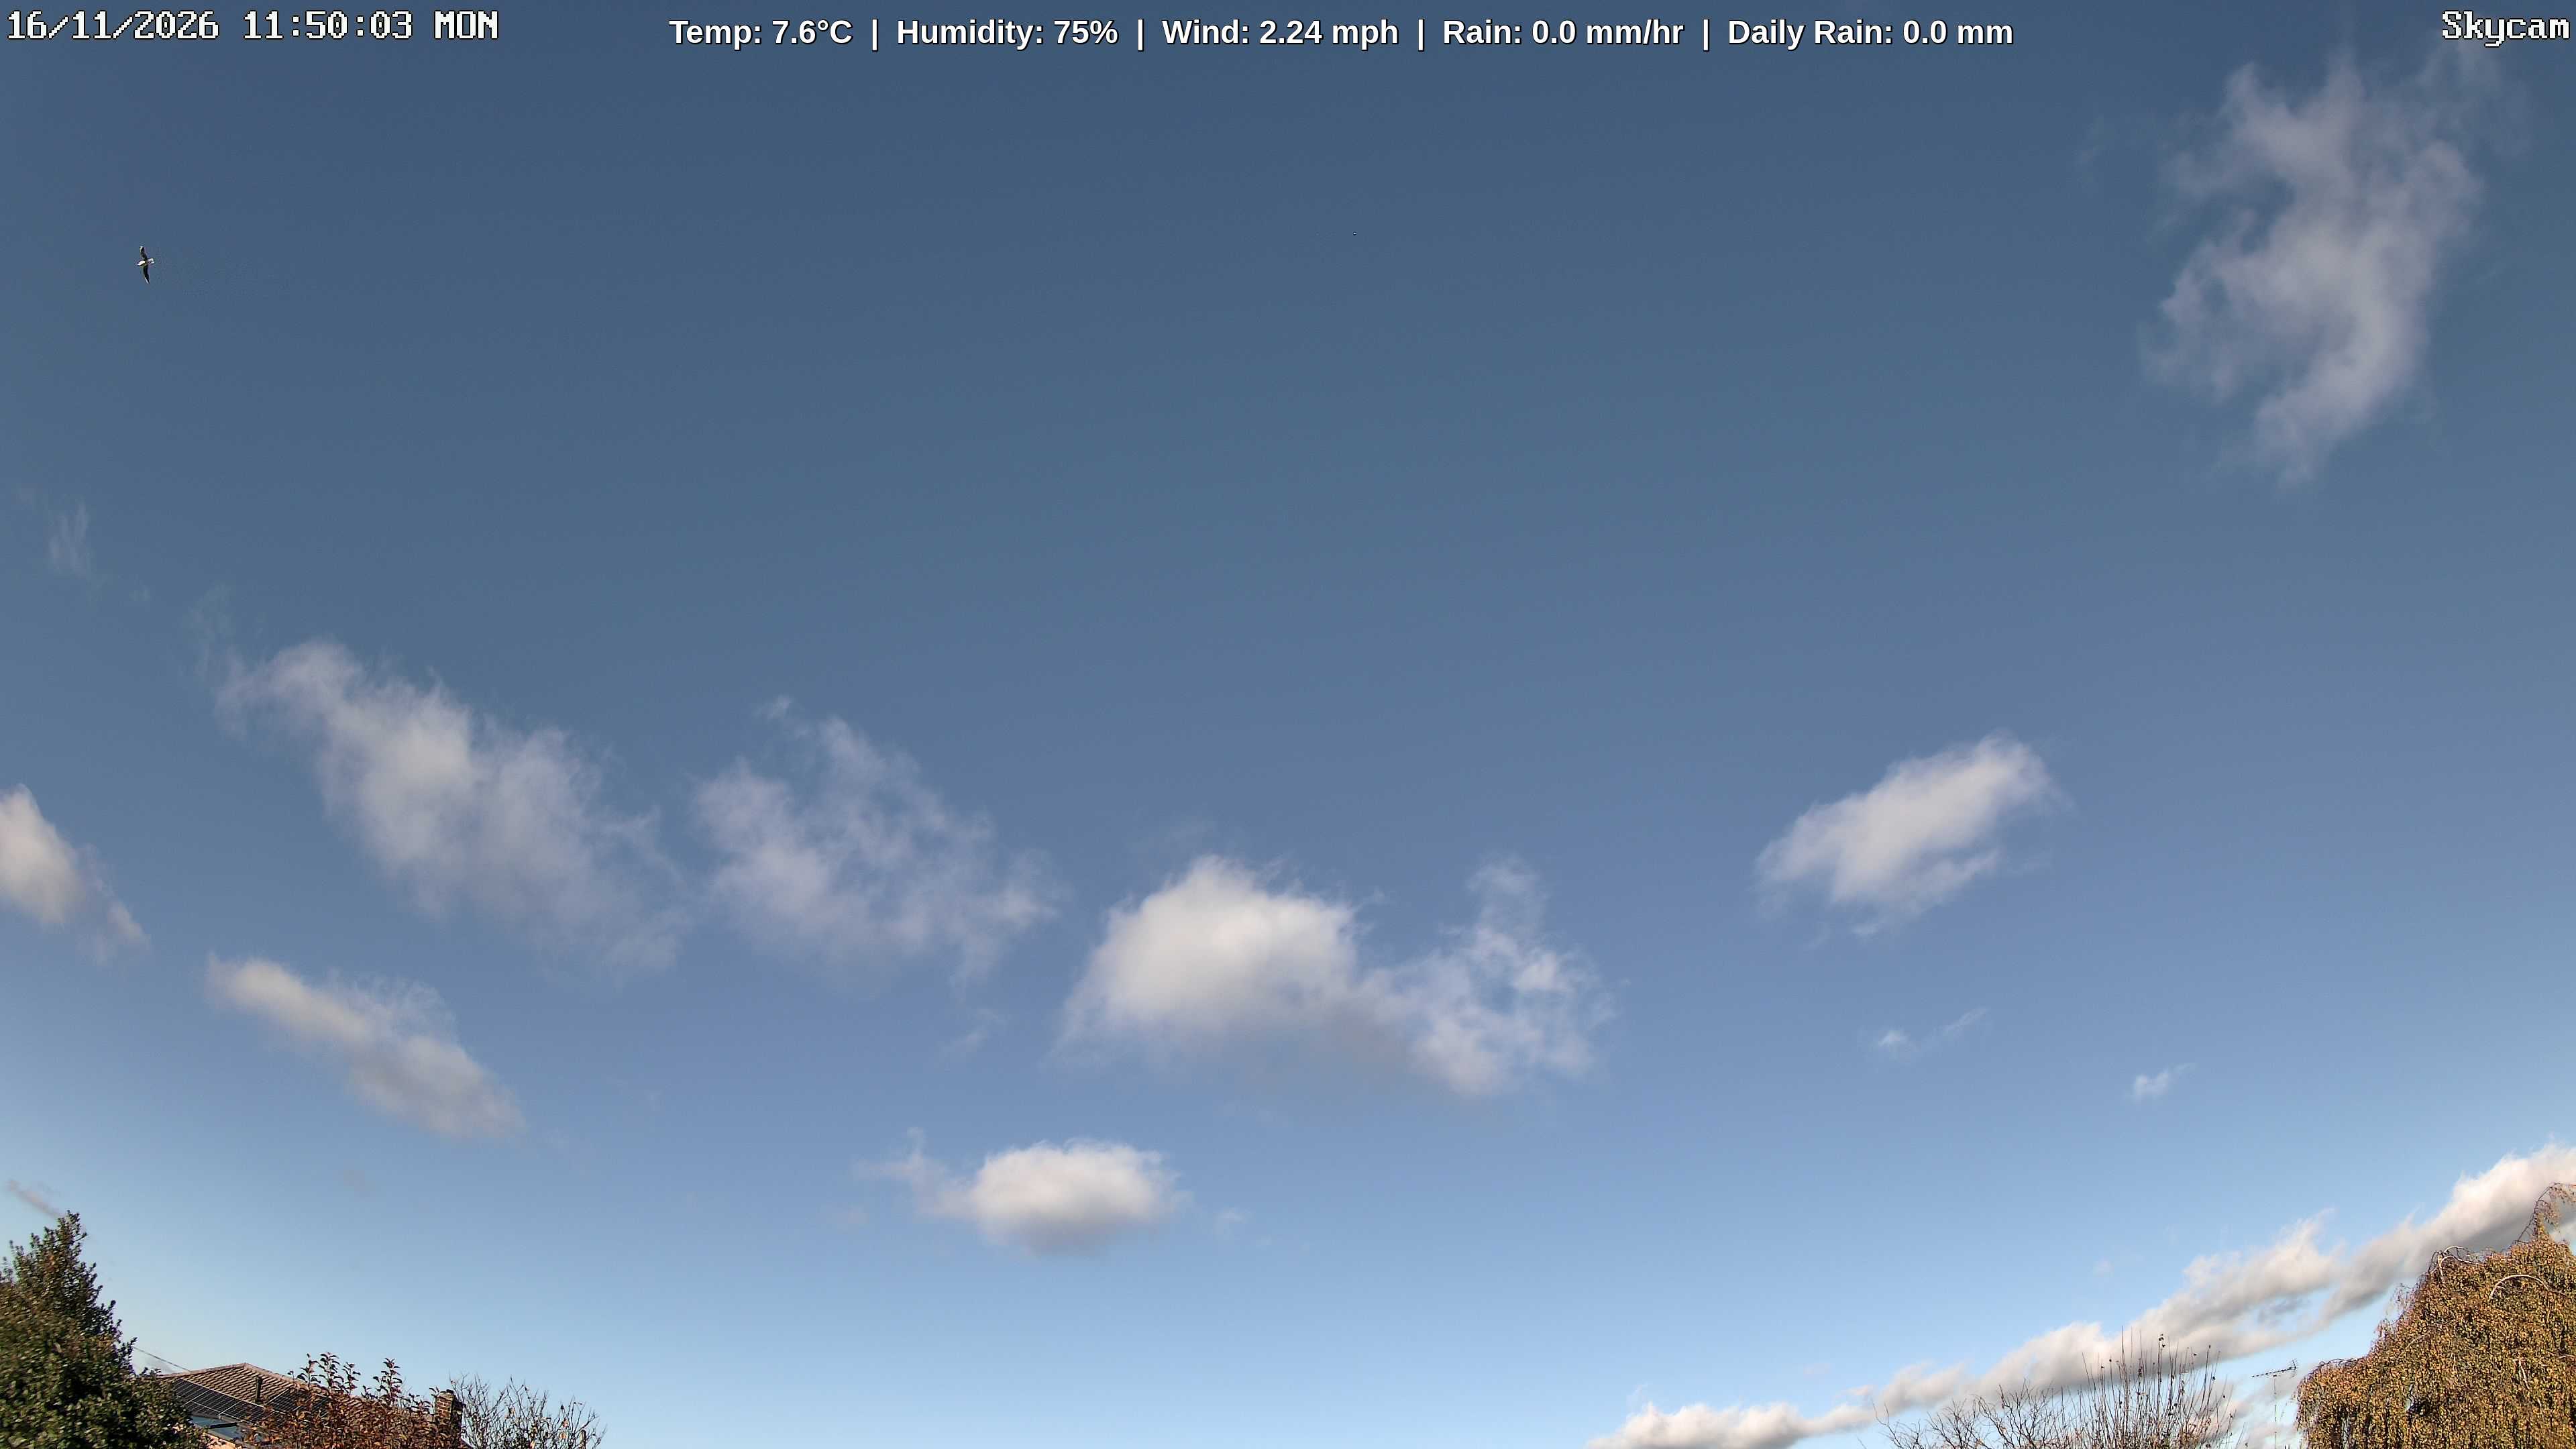 16/11/2026 11:50:03 MON
Temp: 7.6°C | Humidity: 75% | Wind: 2.24 mph | Rain: 0.0 mm/hr | Daily Rain: 0.0 mm
Skycam